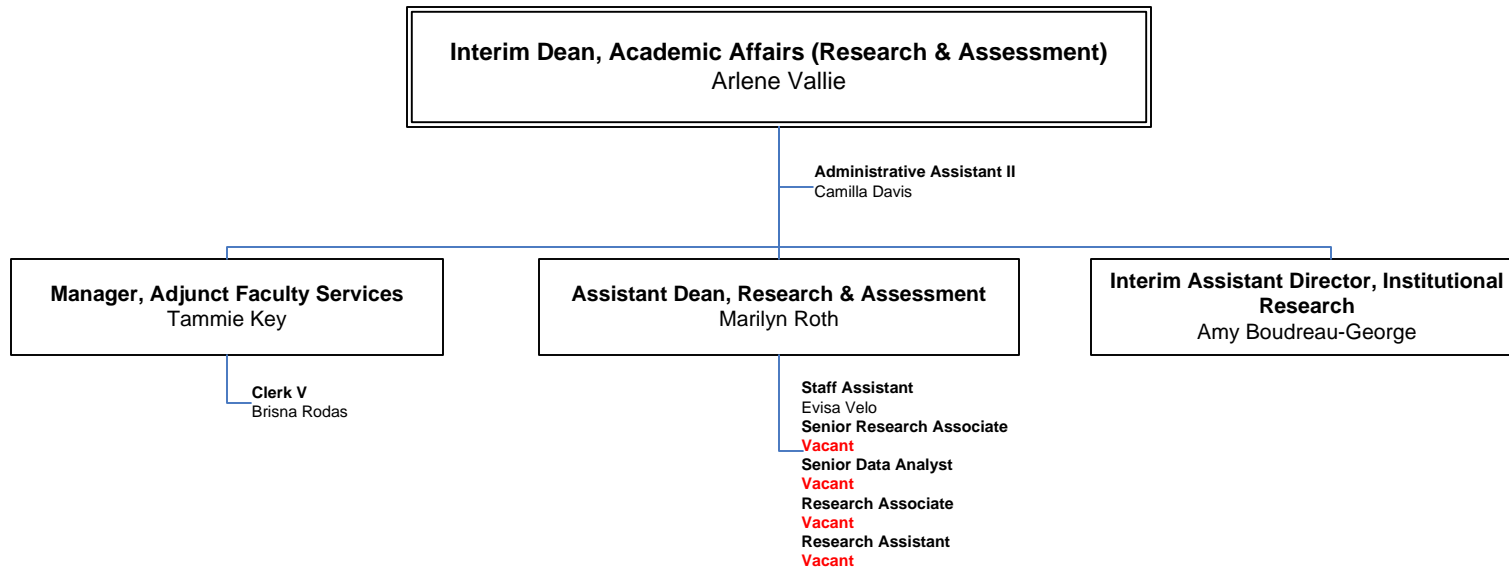 Interim Dean, Academic Affairs (Research & Assessment)
Arlene Vallie
Administrative Assistant II
Camilla Davis
Manager, Adjunct Faculty Services
Tammie Key
Assistant Dean, Research & Assessment
Marilyn Roth
Interim Assistant Director, Institutional
Research
Amy Boudreau-George
Clerk V
Brisna Rodas
Staff Assistant
Evisa Velo
Senior Research Associate
Vacant
Senior Data Analyst
Vacant
Research Associate
Vacant
Research Assistant
Vacant